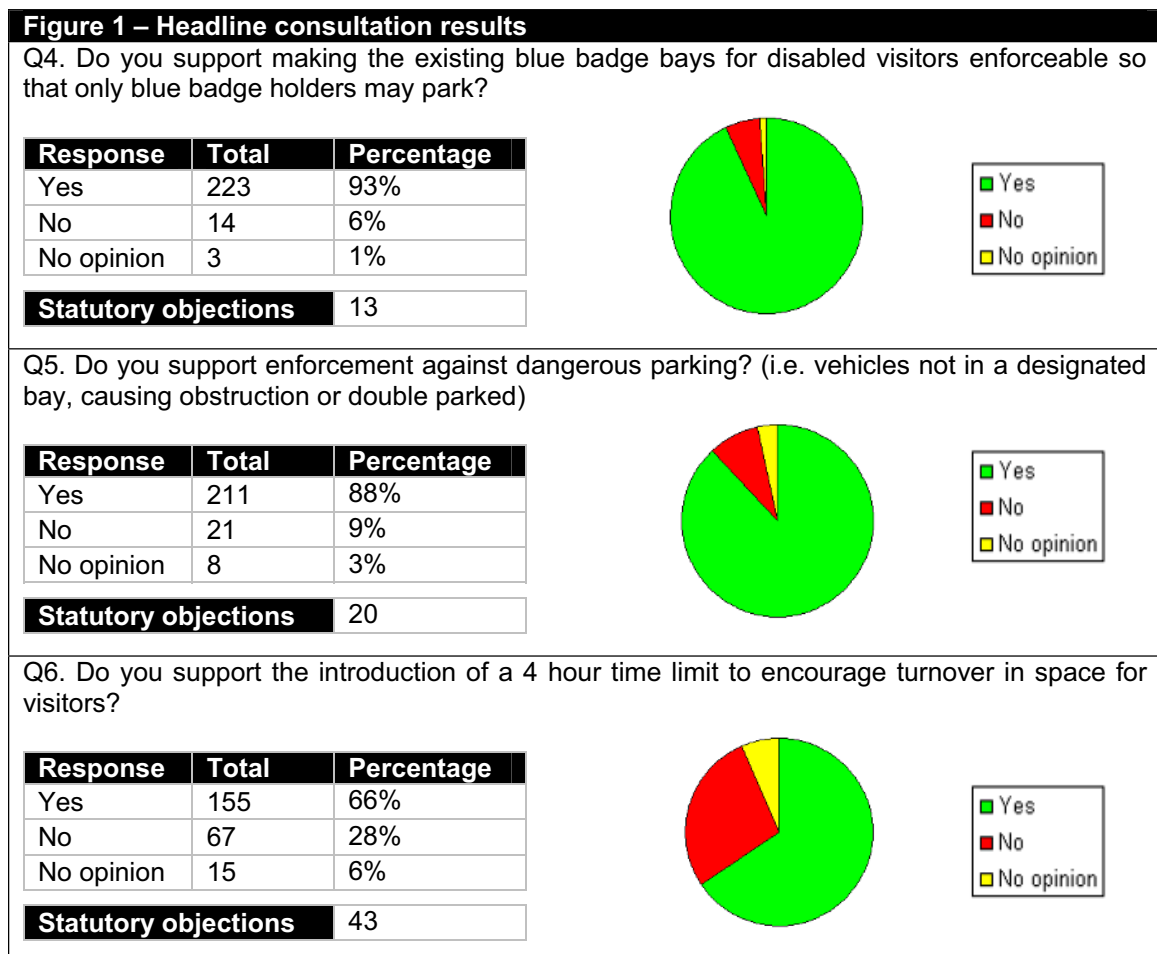 Figure 1 – Headline consultation results
Q4. Do you support making the existing blue badge bays for disabled visitors enforceable so
that only blue badge holders may park?
Response Total Percentage
Yes 223 93%
No 14 6%
No opinion 3 1%
Statutory objections 13
Yes
No
No opinion
Q5. Do you support enforcement against dangerous parking? (i.e. vehicles not in a designated
bay, causing obstruction or double parked)
Response Total Percentage
Yes 211 88%
No 21 9%
No opinion 8 3%
Statutory objections 20
Yes
No
No opinion
Q6. Do you support the introduction of a 4 hour time limit to encourage turnover in space for
visitors?
Response Total Percentage
Yes 155 66%
No 67 28%
No opinion 15 6%
Statutory objections 43
Yes
No
No opinion